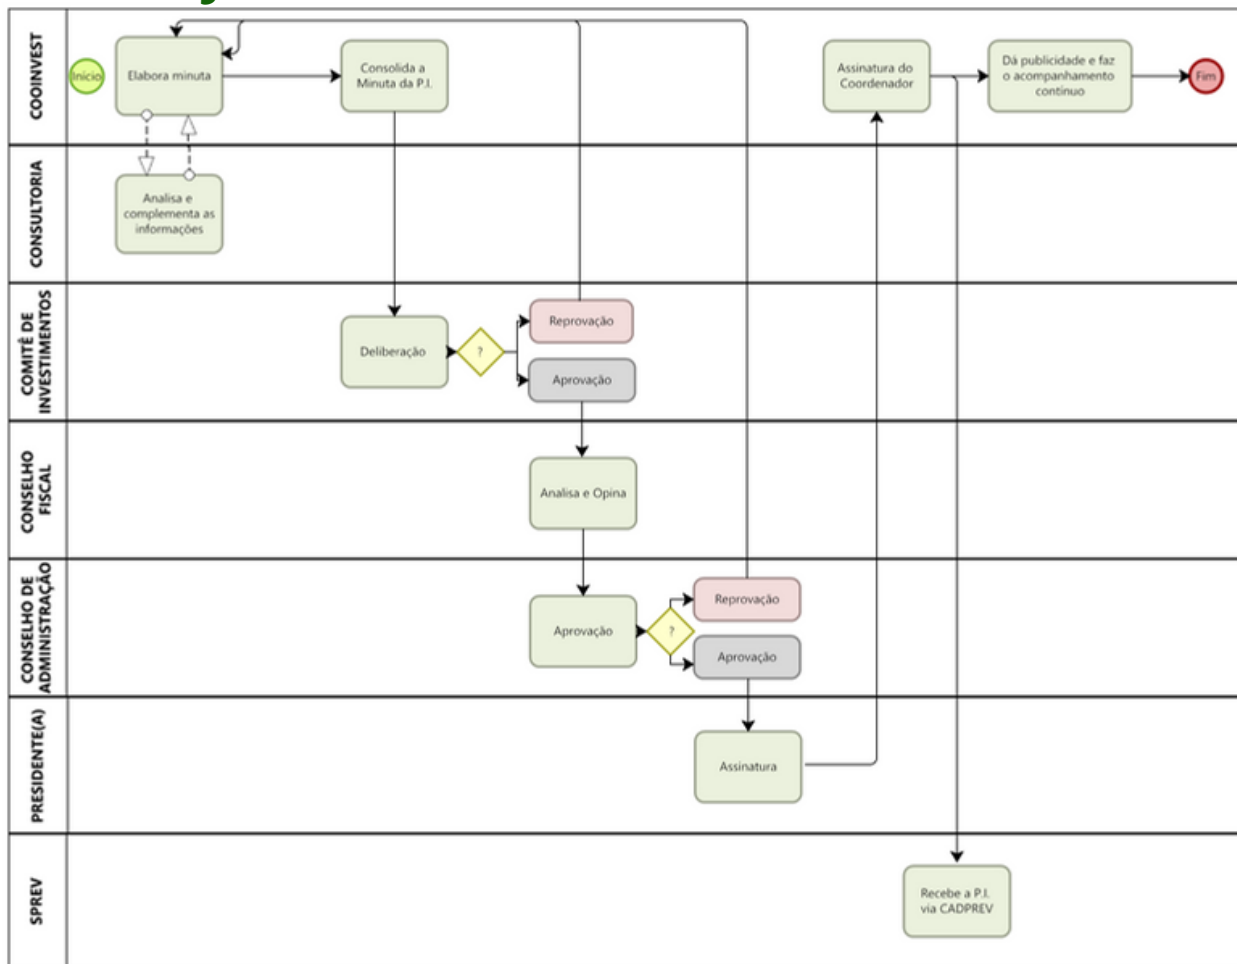 COOINVEST
Início
Elabora minuta
Consolida a
Minuta da P.I.
Assinatura do
Coordenador
Dá publicidade e faz
o acompanhamento
contínuo
Fim
CONSULTORIA
Analisa e
complementa as
informações
COMITÊ DE
INVESTIMENTOS
Deliberação
?
Reprovação
Aprovação
CONSELHO
FISCAL
Analisa e Opina
CONSELHO DE
ADMINISTRAÇÃO
Aprovação
?
Reprovação
Aprovação
PRESIDENTE(A)
Assinatura
SPREV
Recebe a P.I.
via CADPREV